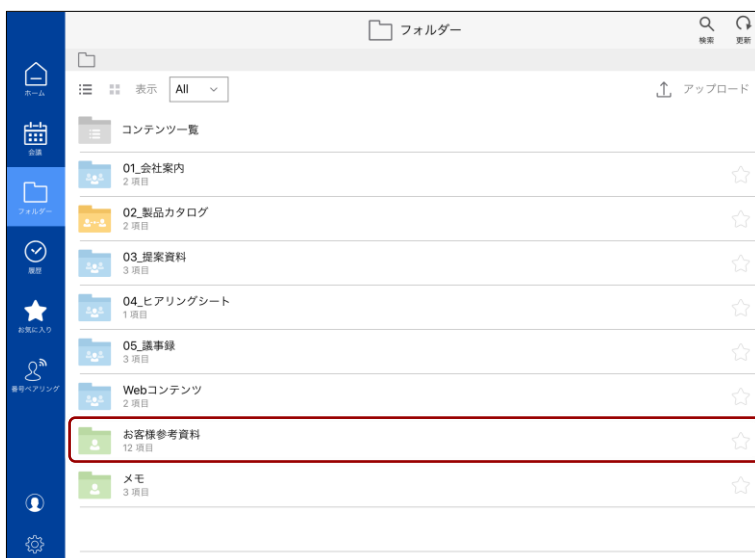 フォルダー
検索
更新
ホーム
会議
フォルダー
履歴
お気に入り
番号ペアリング
表示
All
アップロード
コンテンツ一覧
01_会社案内
2 項目
02_製品カタログ
2 項目
03_提案資料
3 項目
04_ヒアリングシート
1 項目
05_議事録
3 項目
Webコンテンツ
2 項目
お客様参考資料
12 項目
メモ
3 項目